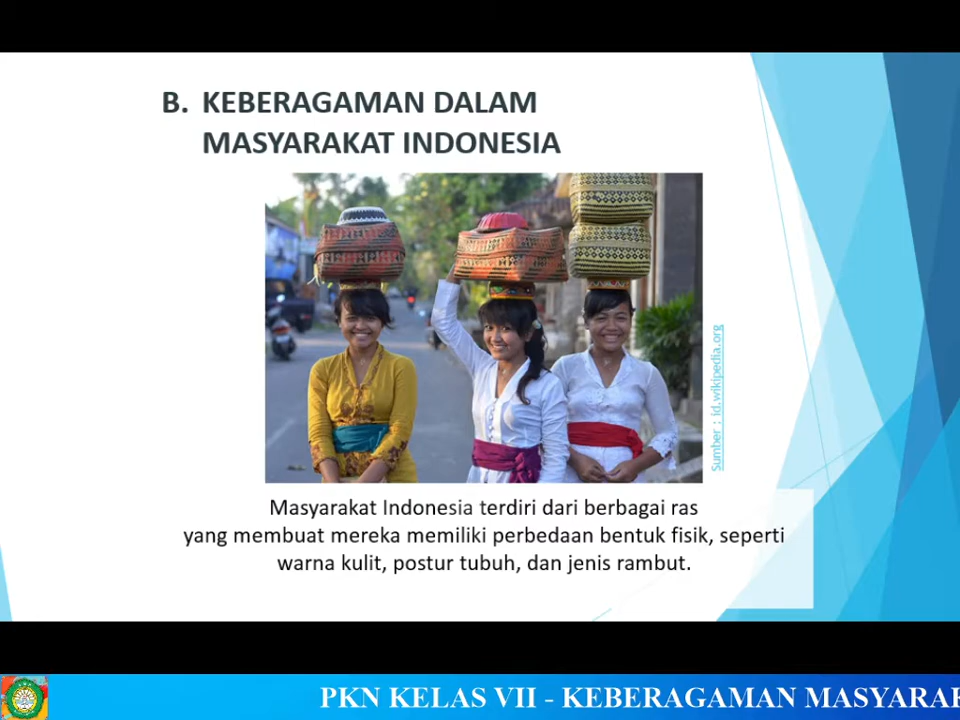 B. KEBERAGAMAN DALAM
MASYARAKAT INDONESIA
Sumber : id.wikipedia.org
Masyarakat Indonesia terdiri dari berbagai ras
yang membuat mereka memiliki perbedaan bentuk fisik, seperti
warna kulit, postur tubuh, dan jenis rambut.
PKN KELAS VII - KEBERAGAMAN MASYARA